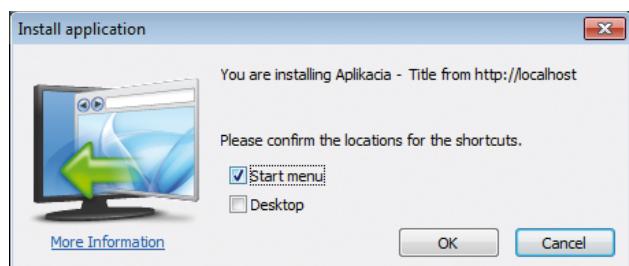 Install application
You are installing Aplikacia - Title from http://localhost
Please confirm the locations for the shortcuts.
Start menu
Desktop
More Information
OK
Cancel